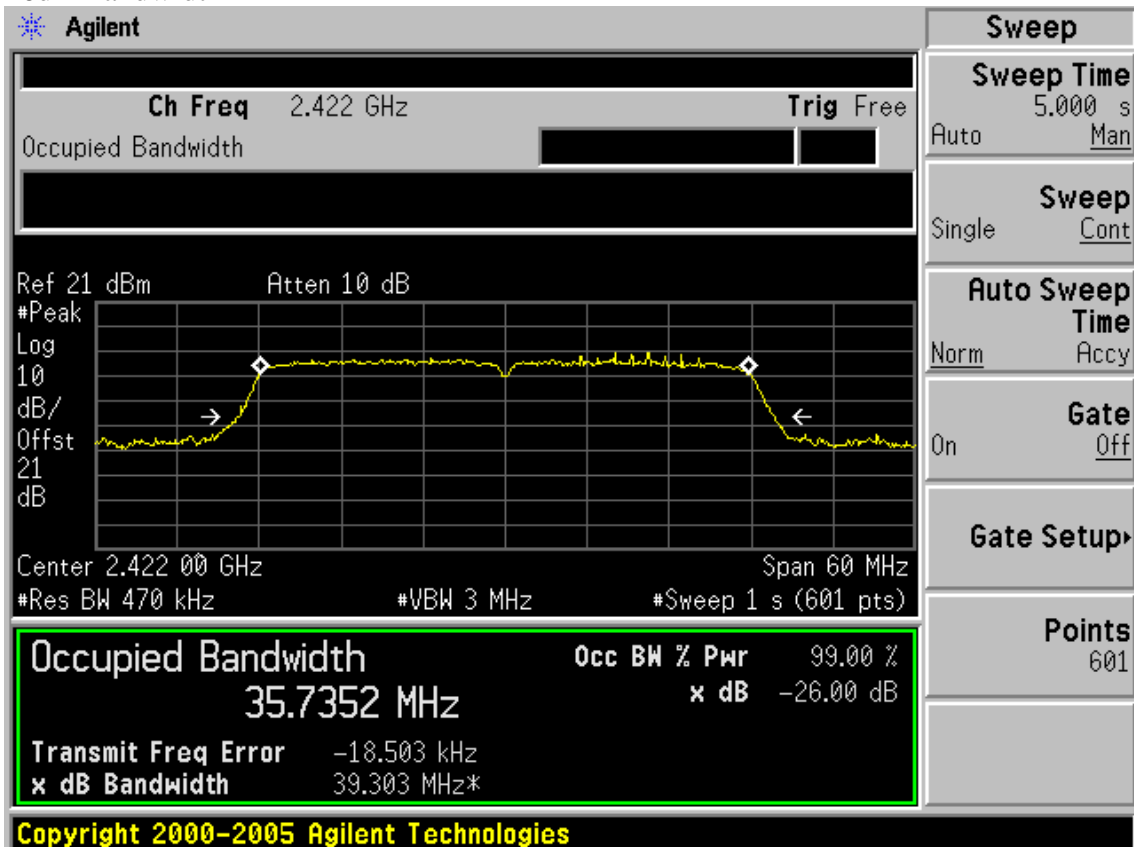 Agilent
Ch Freq 2.422 GHz Trig Free
Occupied Bandwidth
Ref 21 dBm Atten 10 dB
#Peak
Log
10
dB/
Offst
21
dB
Center 2.422 00 GHz Span 60 MHz
#Res BW 470 kHz #VBW 3 MHz #Sweep 1 s (601 pts)
Occupied Bandwidth Occ BW % Pwr 99.00 %
35.7352 MHz x dB -26.00 dB
Transmit Freq Error -18.503 kHz
x dB Bandwidth 39.303 MHz*
Sweep
Sweep Time
5.000 s
Auto Man
Sweep
Single Cont
Auto Sweep
Time
Norm Accy
Gate
On Off
Gate Setup
Points
601
Copyright 2000-2005 Agilent Technologies